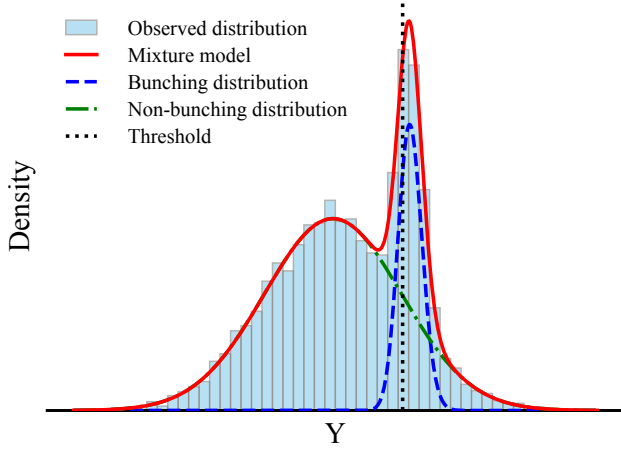 Observed distribution
Mixture model
Bunching distribution
Non-bunching distribution
Threshold
Density
Y